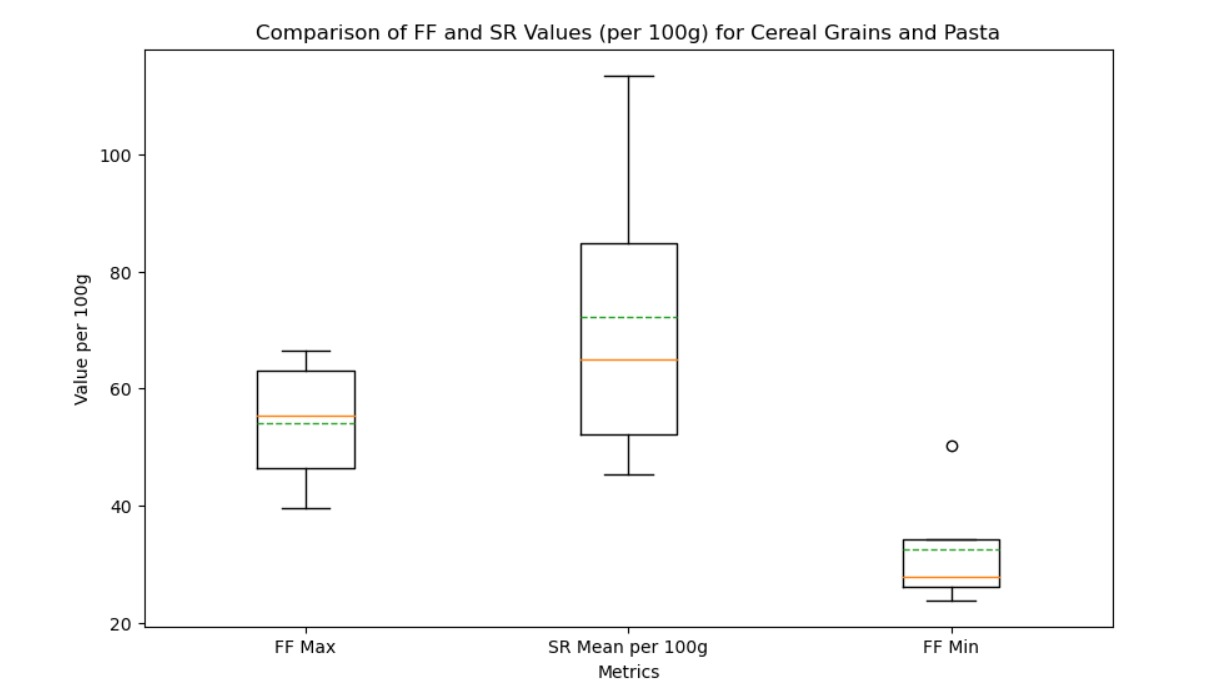 Comparison of FF and SR Values (per 100g) for Cereal Grains and Pasta
Value per 100g
100
80
60
40
20
FF Max
SR Mean per 100g
FF Min
Metrics